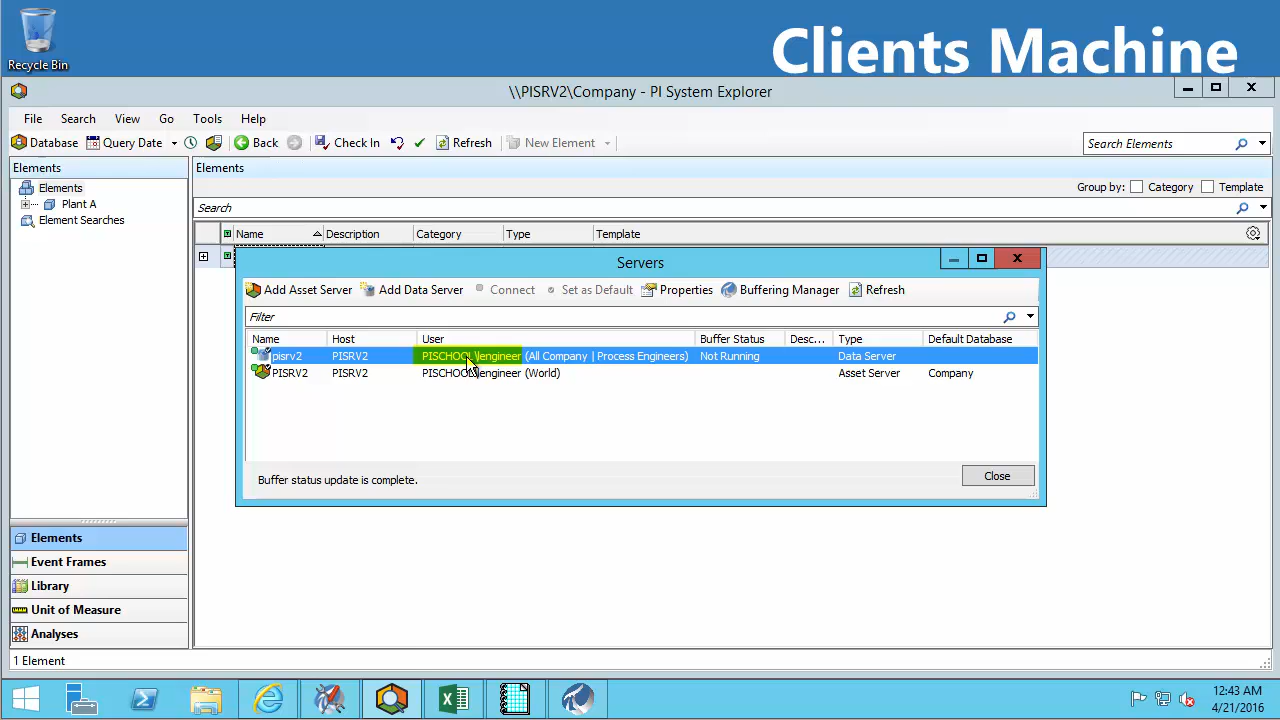 Clients Machine
Recycle Bin
\\PISRV2\Company - PI System Explorer
File Search View Go Tools Help
Database Query Date Back Check In Refresh New Element Search Elements
Elements Elements
Elements
Group by: Category Template
Plant A
Search
Element Searches
Name Description Category Type Template
Servers
Add Asset Server Add Data Server Connect Set as Default Properties Buffering Manager Refresh
Filter
Name Host User Buffer Status Desc... Type Default Database
pisrv2 PISRV2 PISCHOOL\engineer (All Company | Process Engineers) Not Running Data Server
PISRV2 PISRV2 PISCHOOL\engineer (World) Asset Server Company
Buffer status update is complete. Close
Elements
Event Frames
Library
Unit of Measure
Analyses
1 Element
12:43 AM
4/21/2016